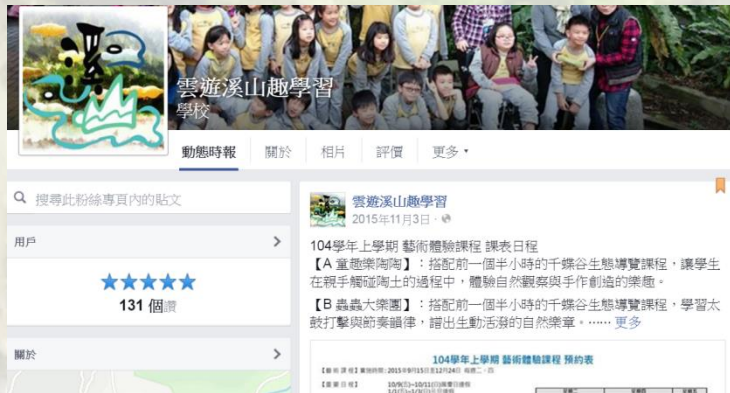 雲遊溪山趣學習
學校
動態時報 關於 相片 評價 更多
搜尋此粉絲專頁內的貼文
用戶
131 個讚
關於
雲遊溪山趣學習
2015年11月3日
104學年上學期 藝術體驗課程 課表日程
【A 童趣樂陶陶】：搭配前一個半小時的千蝶谷生態導覽課程，讓學生
在親手觸碰陶土的過程中，體驗自然觀察與手作創造的樂趣。
【B 蟲蟲大樂團】：搭配前一個半小時的千蝶谷生態導覽課程，學習太
鼓打擊與節奏韻律，譜出生動活潑的自然樂章。…… 更多
104學年上學期 藝術體驗課程 預約表